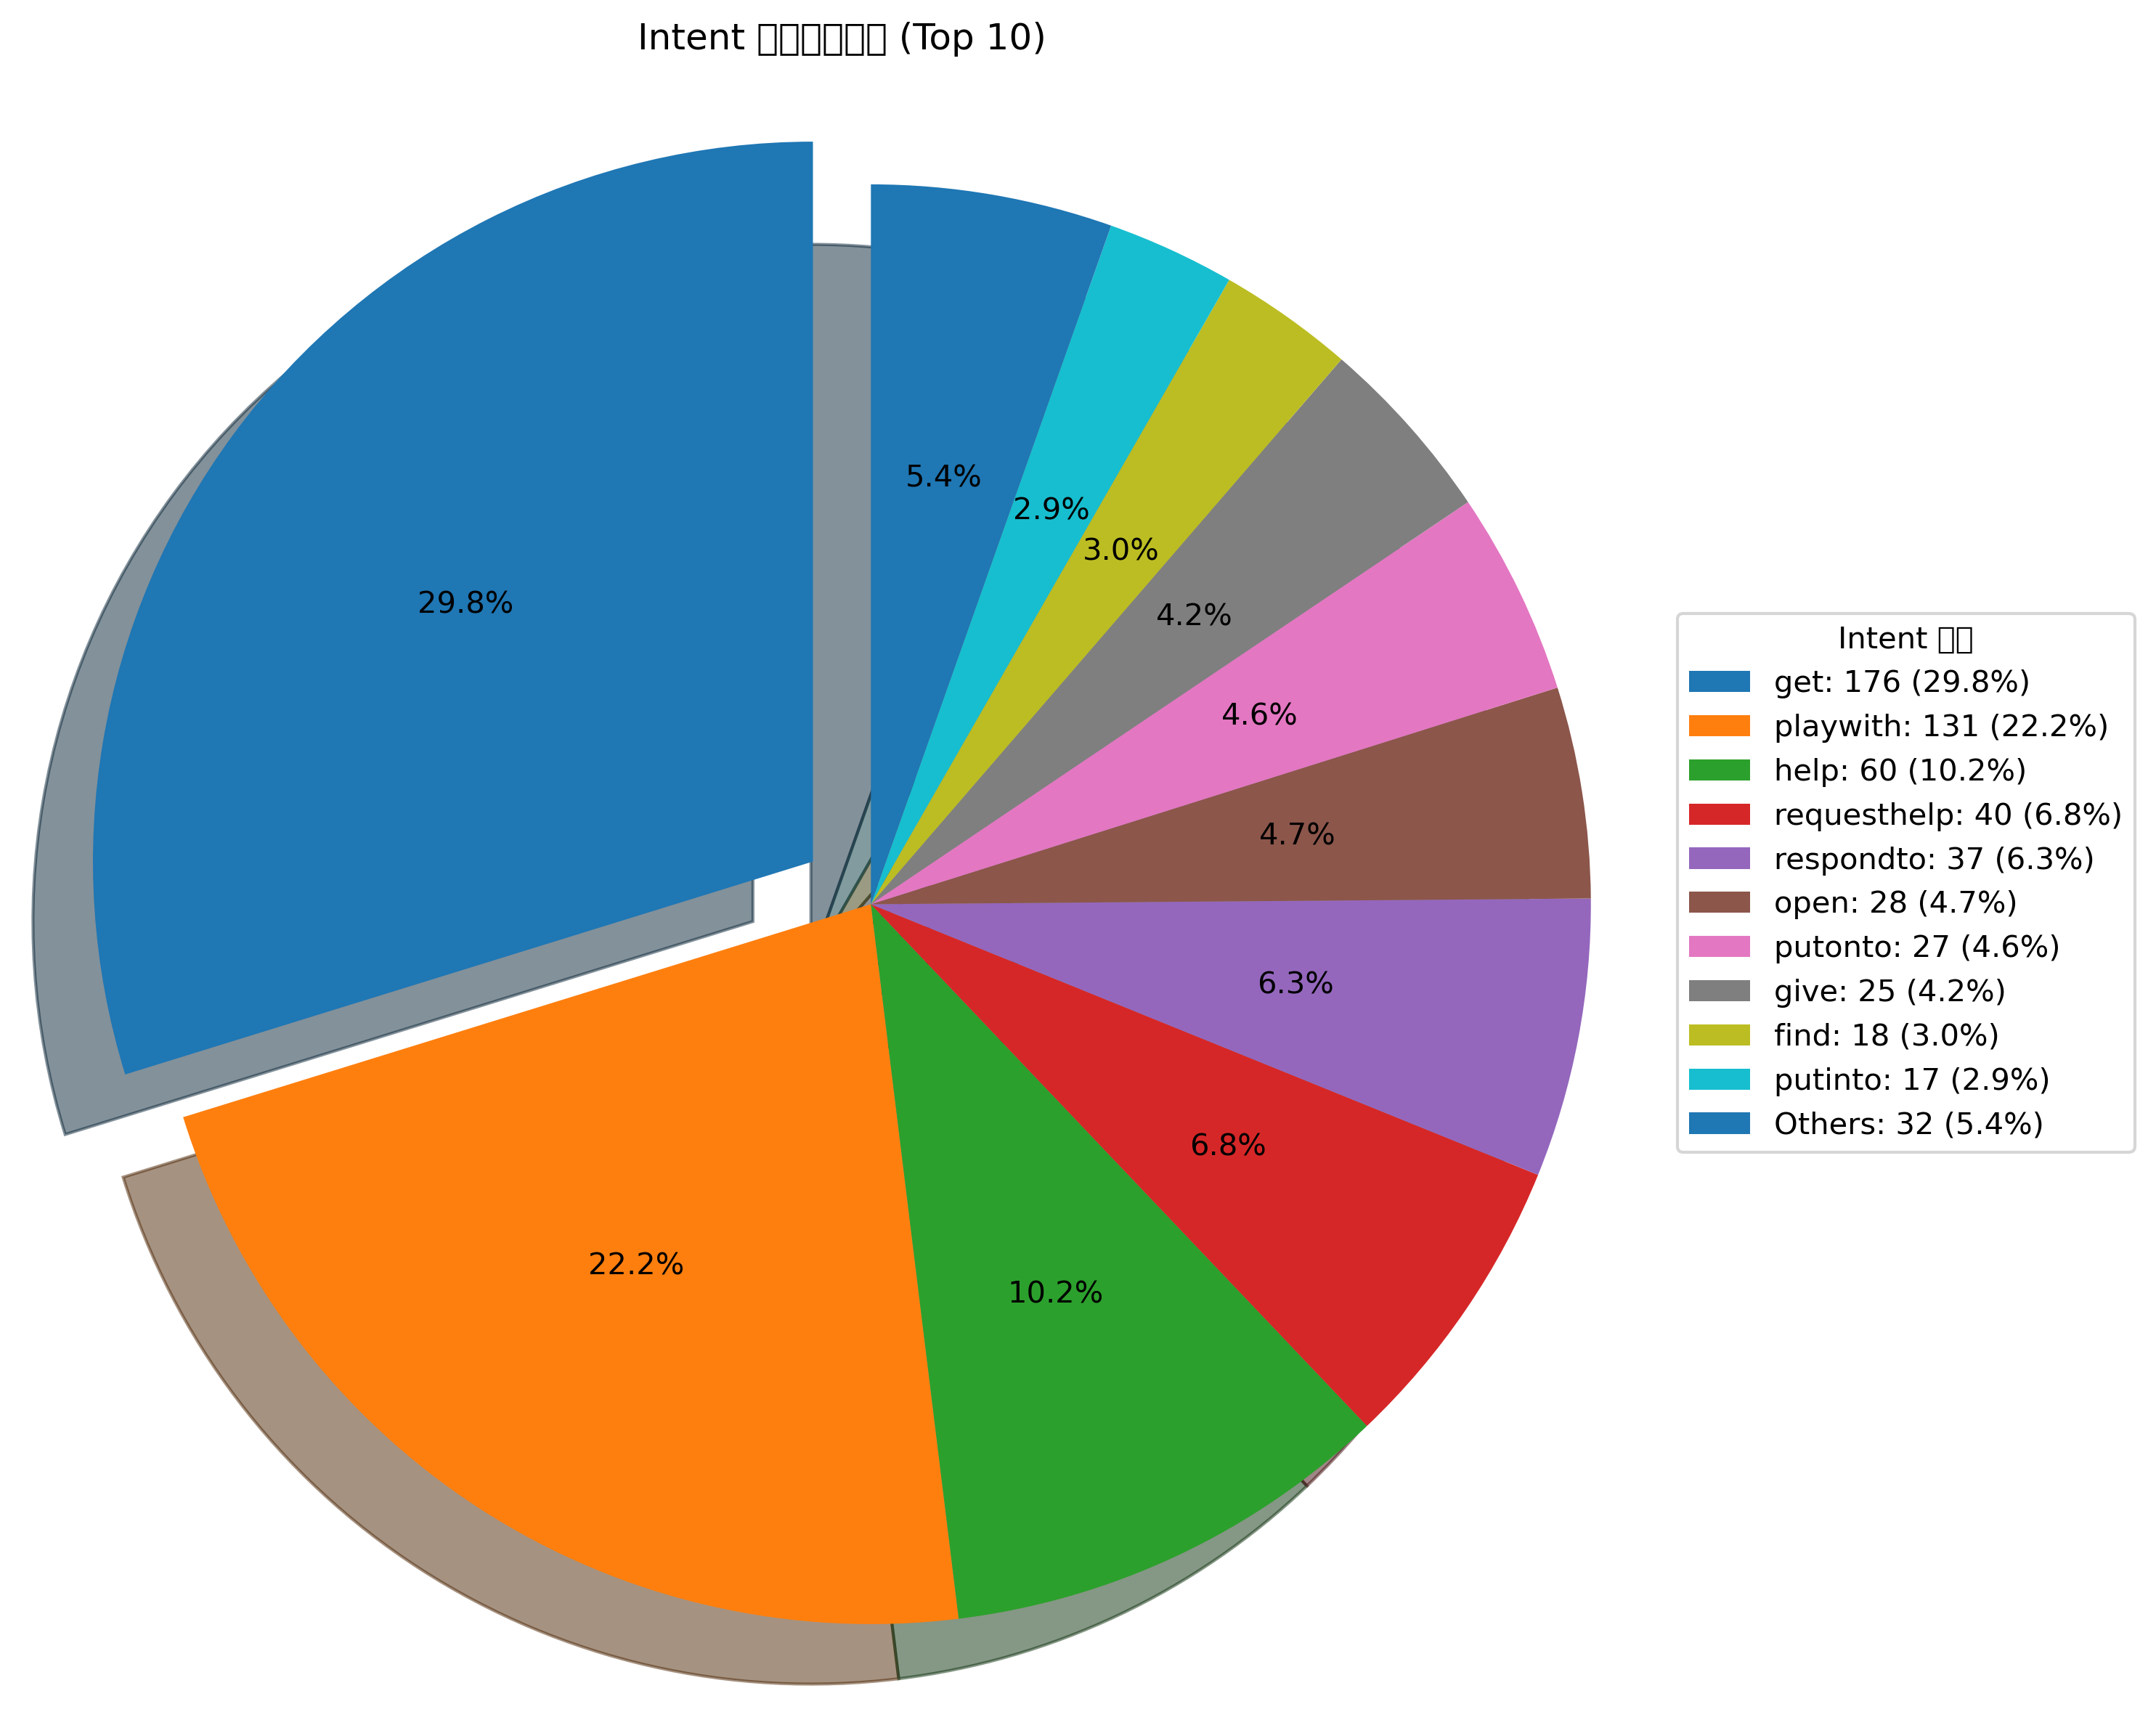 Intent (Top 10)
29.8%
5.4%
2.9%
3.0%
4.2%
4.6%
4.7%
6.3%
6.8%
10.2%
22.2%
Intent
get: 176 (29.8%)
playwith: 131 (22.2%)
help: 60 (10.2%)
requesthelp: 40 (6.8%)
respondto: 37 (6.3%)
open: 28 (4.7%)
putonto: 27 (4.6%)
give: 25 (4.2%)
find: 18 (3.0%)
putinto: 17 (2.9%)
Others: 32 (5.4%)